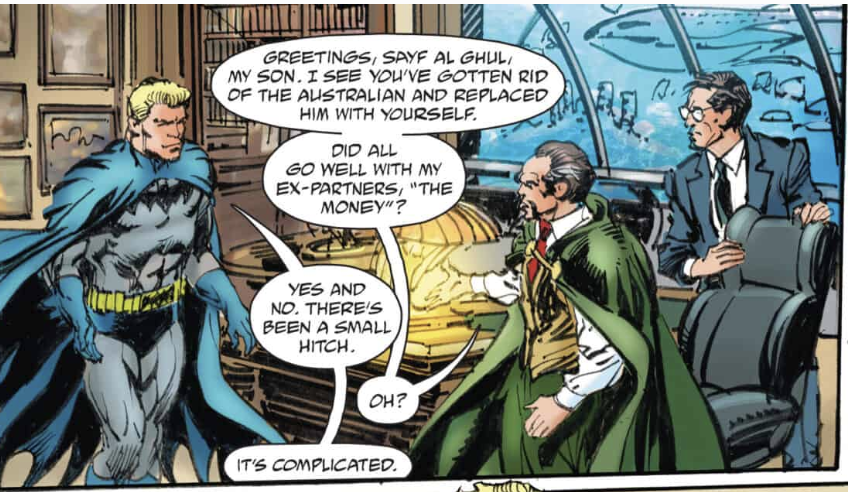 GREETINGS, SAYF AL GHUL,
MY SON. I SEE YOU'VE GOTTEN RID
OF THE AUSTRALIAN AND REPLACED
HIM WITH YOURSELF.
DID ALL
GO WELL WITH MY
EX-PARTNERS, "THE
MONEY"?
YES AND
NO. THERE'S
BEEN A SMALL
HITCH.
OH?
IT'S COMPLICATED.